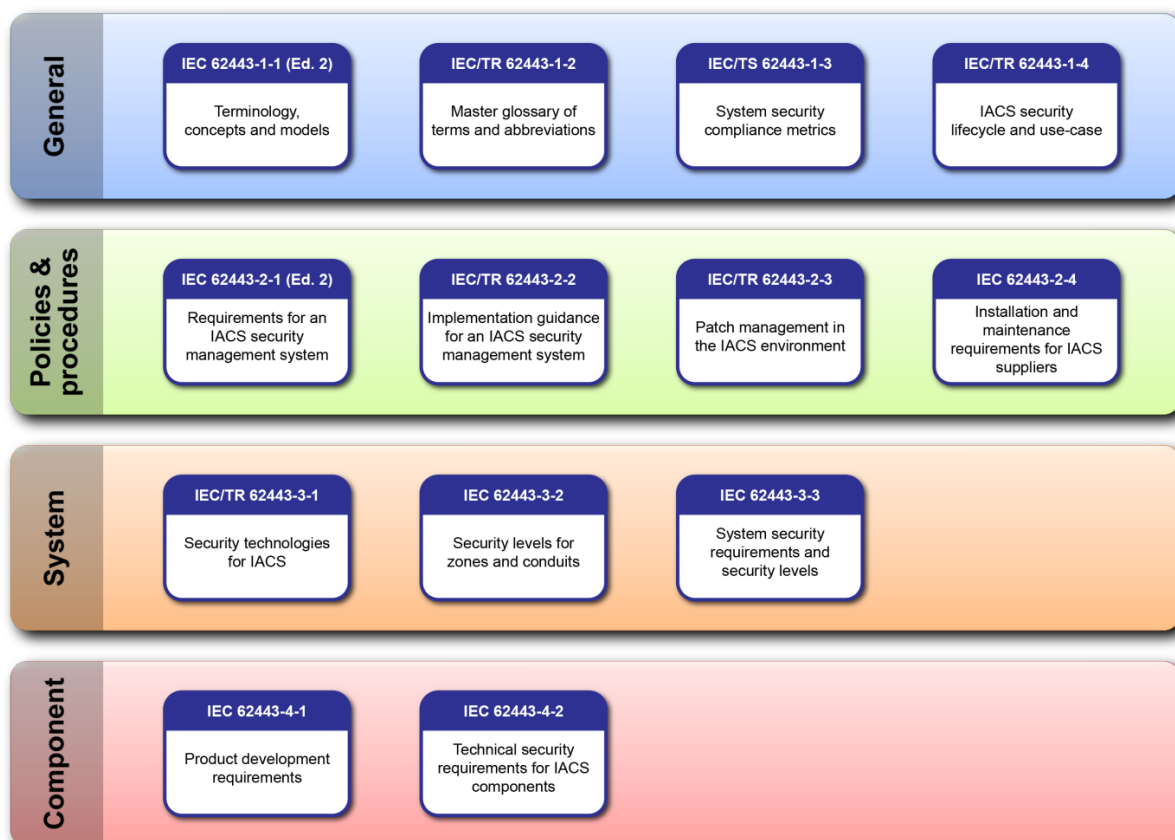 General
IEC 62443-1-1 (Ed. 2)
Terminology,
concepts and models
IEC/TR 62443-1-2
Master glossary of
terms and abbreviations
IEC/TS 62443-1-3
System security
compliance metrics
IEC/TR 62443-1-4
IACS security
lifecycle and use-case
Policies &
procedures
IEC 62443-2-1 (Ed. 2)
Requirements for an
IACS security
management system
IEC/TR 62443-2-2
Implementation guidance
for an IACS security
management system
IEC/TR 62443-2-3
Patch management in
the IACS environment
IEC 62443-2-4
Installation and
maintenance
requirements for IACS
suppliers
System
IEC/TR 62443-3-1
Security technologies
for IACS
IEC 62443-3-2
Security levels for
zones and conduits
IEC 62443-3-3
System security
requirements and
security levels
Component
IEC 62443-4-1
Product development
requirements
IEC 62443-4-2
Technical security
requirements for IACS
components